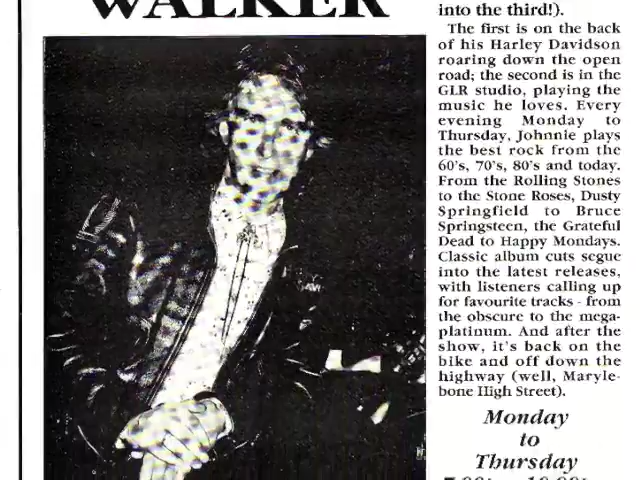 WALKER
into the third!).
The first is on the back
of his Harley Davidson
roaring down the open
road; the second is in the
GLR studio, playing the
music he loves. Every
evening Monday to
Thursday, Johnnie plays
the best rock from the
60's, 70's, 80's and today.
From the Rolling Stones
to the Stone Roses, Dusty
Springfield to Bruce
Springsteen, the Grateful
Dead to Happy Mondays.
Classic album cuts segue
into the latest releases,
with listeners calling up
for favourite tracks - from
the obscure to the mega-
platinum. And after the
show, it's back on the
bike and off down the
highway (well, Maryle-
bone High Street).
Monday
to
Thursday